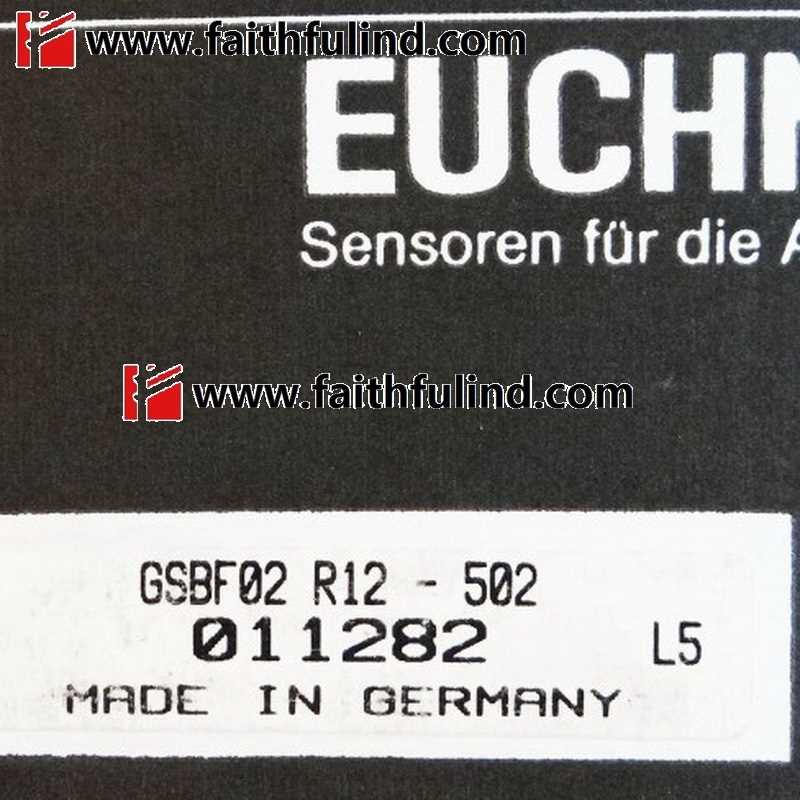 www.faithfulind.com
EUCHN
Sensoren für die A
www.faithfulind.com
GSBF02 R12 - 502
011282 L5
MADE IN GERMANY